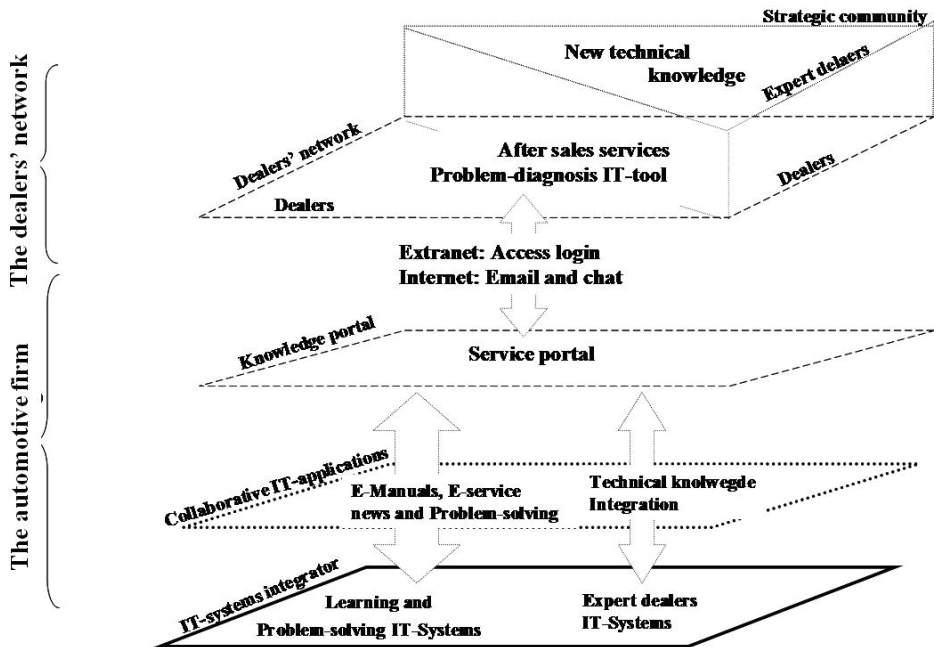 Strategic community
New technical
knowledge
Expert delaers
The dealers' network
Dealers' network
After sales services
Problem-diagnosis IT-tool
Dealers
Dealers
Extranet: Access login
Internet: Email and chat
The automotive firm
Knowledge portal
Service portal
Collaborative IT-applications
E-Manuals, E-service
news and Problem-solving
Technical knolwegde
Integration
IT-systems integrator
Learning and
Problem-solving IT-Systems
Expert dealers
IT-Systems